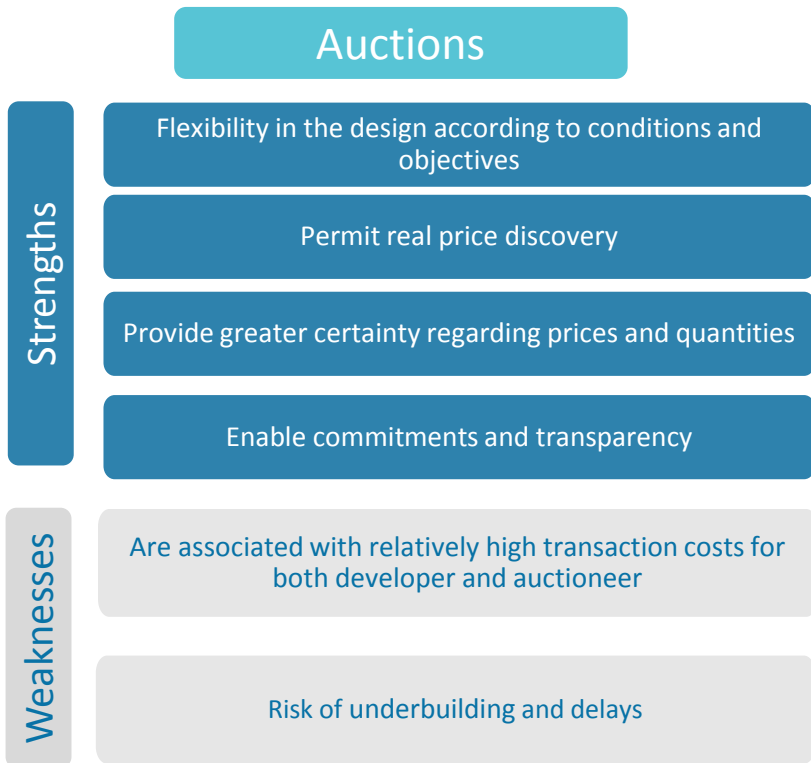 Auctions
Strengths
Flexibility in the design according to conditions and
objectives
Permit real price discovery
Provide greater certainty regarding prices and quantities
Enable commitments and transparency
Weaknesses
Are associated with relatively high transaction costs for
both developer and auctioneer
Risk of underbuilding and delays